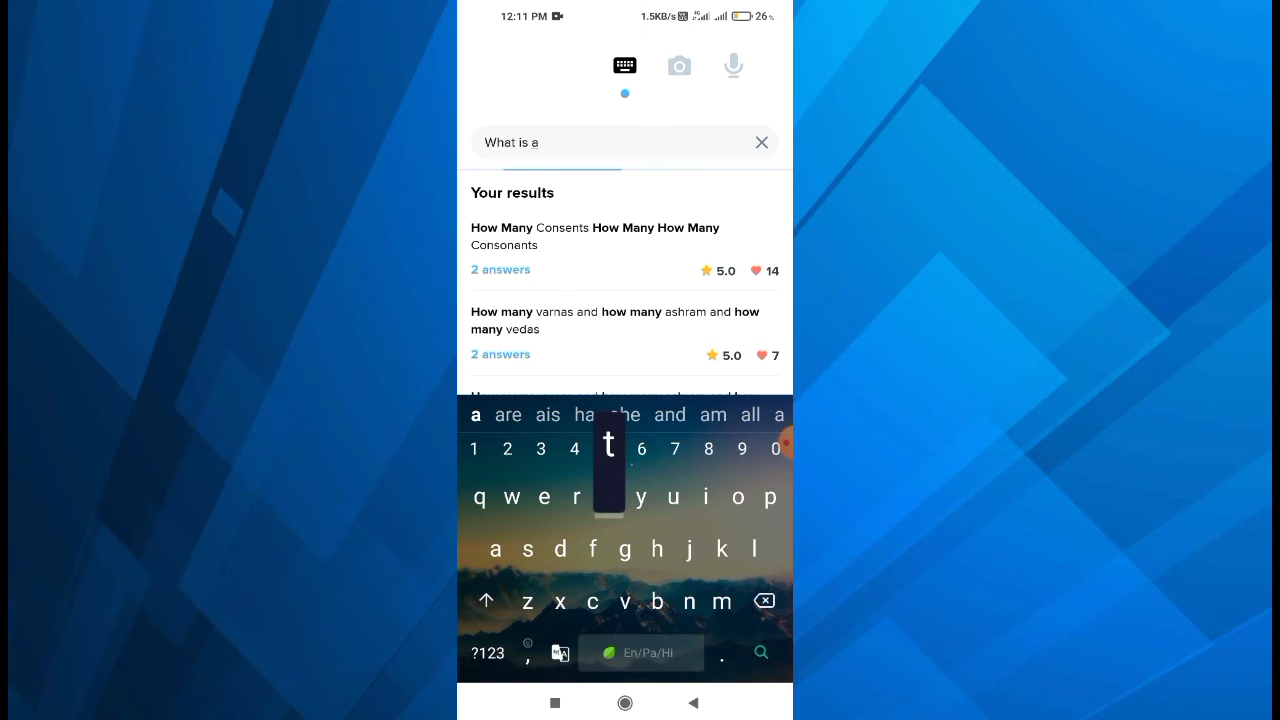 12:11 PM 1.5KB/s 4G 26%
What is a
Your results
How Many Consents How Many How Many
Consonants
2 answers 5.0 14
How many varnas and how many ashram and how
many vedas
2 answers 5.0 7
a are ais and am all a
1 2 3 4 t 6 7 8 9 0
q w e r y u i o p
a s d f g h j k l
z x c v b n m
?123 , En/Pa/Hi .